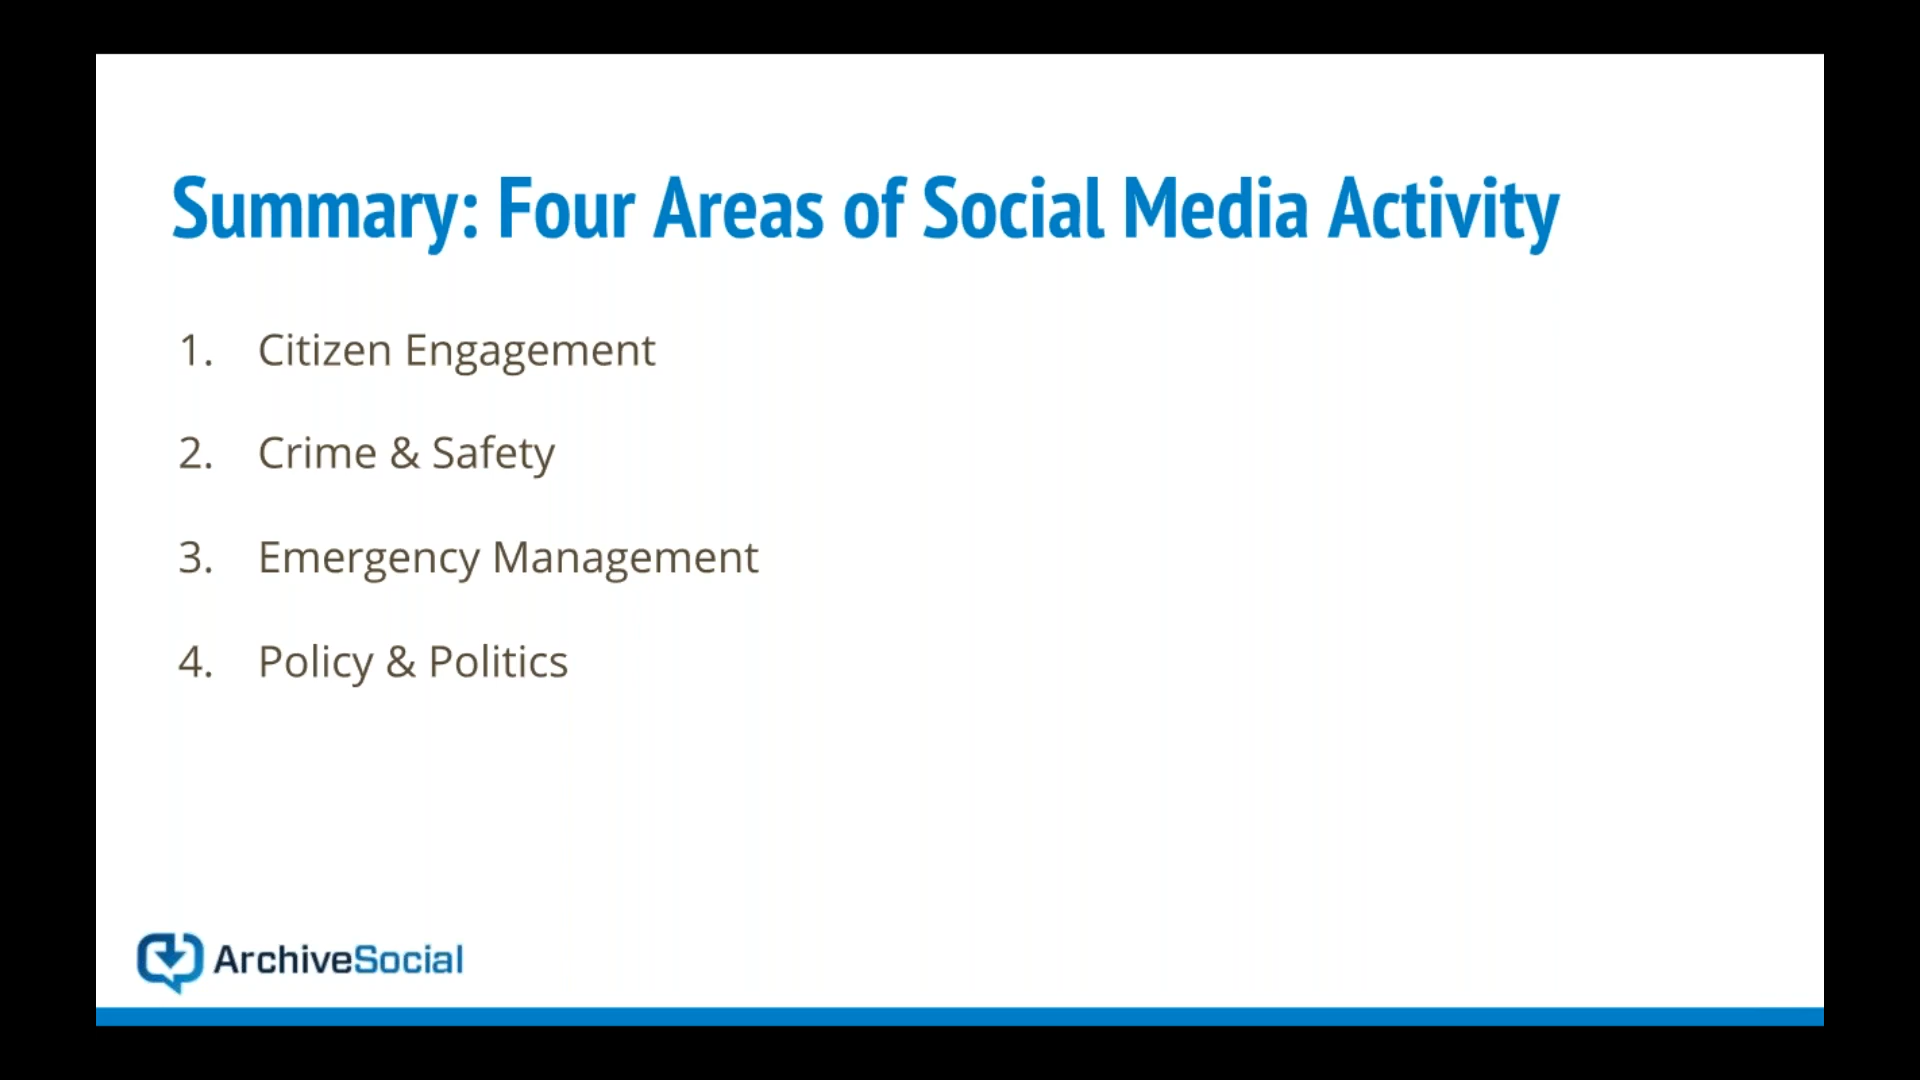 Summary: Four Areas of Social Media Activity
1. Citizen Engagement
2. Crime & Safety
3. Emergency Management
4. Policy & Politics
ArchiveSocial